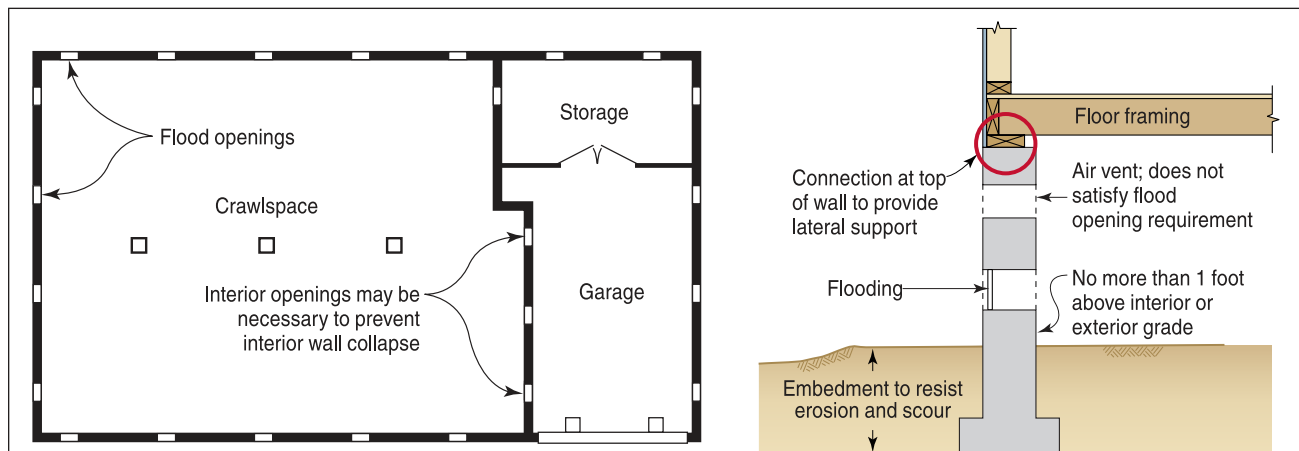 Flood openings
Crawlspace
Interior openings may be
necessary to prevent
interior wall collapse
Storage
Garage
Floor framing
Connection at top
of wall to provide
lateral support
Air vent; does not
satisfy flood
opening requirement
Flooding
No more than 1 foot
above interior or
exterior grade
Embedment to resist
erosion and scour